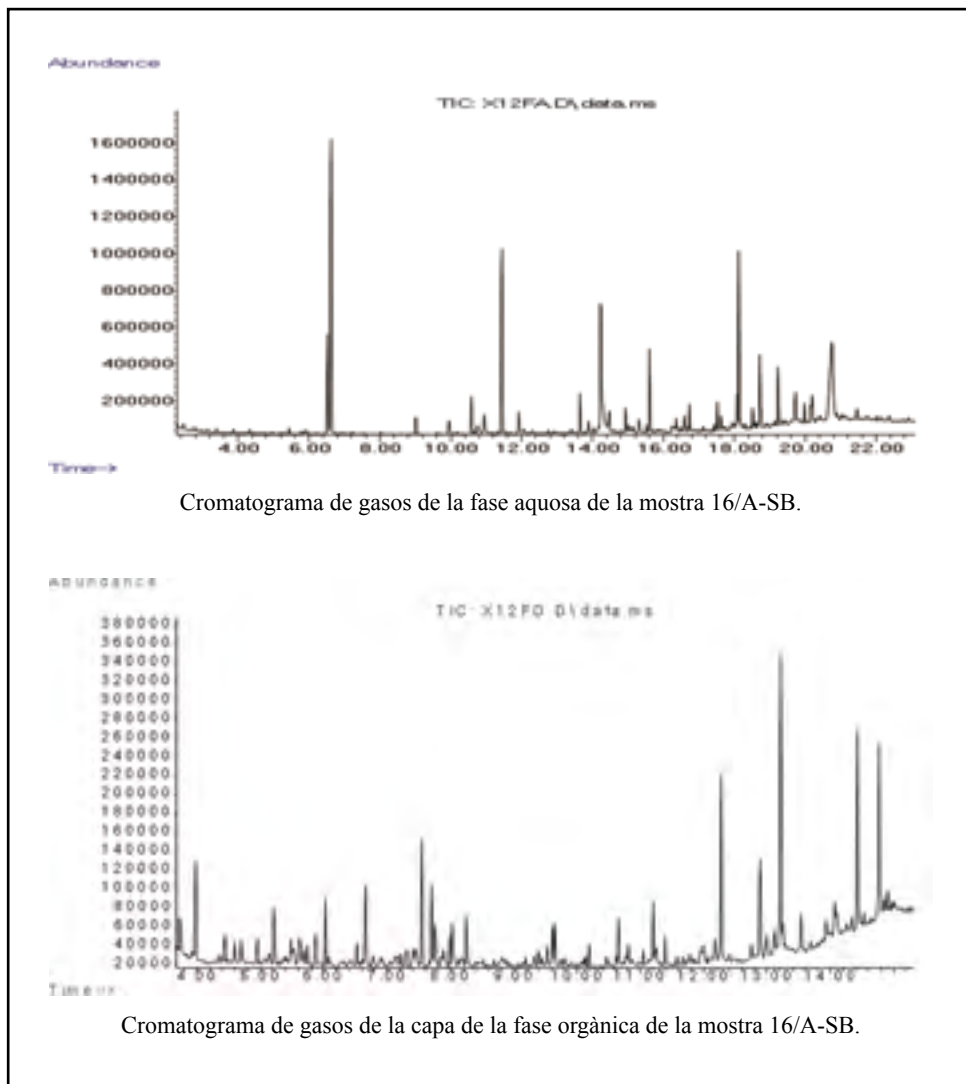 Abundance
TIC: X12FA.D\data.ms
1600000
1400000
1200000
1000000
800000
600000
400000
200000
4.00 6.00 8.00 10.00 12.00 14.00 16.00 18.00 20.00 22.00
Time-->
Cromatograma de gasos de la fase aquosa de la mostra 16/A-SB.
Abundance
TIC: X12FO.D\data.ms
380000
360000
340000
320000
300000
280000
260000
240000
220000
200000
180000
160000
140000
120000
100000
80000
60000
40000
20000
4.00 5.00 6.00 7.00 8.00 9.00 10.00 11.00 12.00 13.00 14.00
Time-->
Cromatograma de gasos de la capa de la fase orgànica de la mostra 16/A-SB.